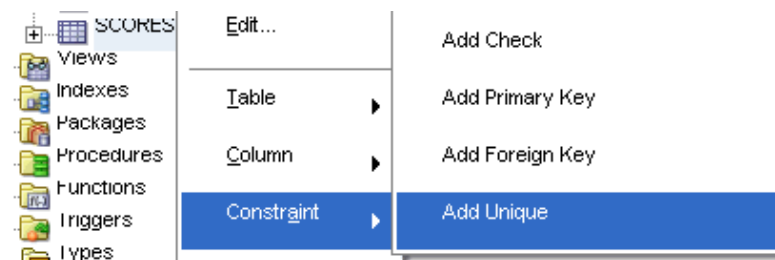 SCORES
Views
Indexes
Packages
Procedures
Functions
Triggers
Types
Edit...
Table
Column
Constraint
Add Check
Add Primary Key
Add Foreign Key
Add Unique